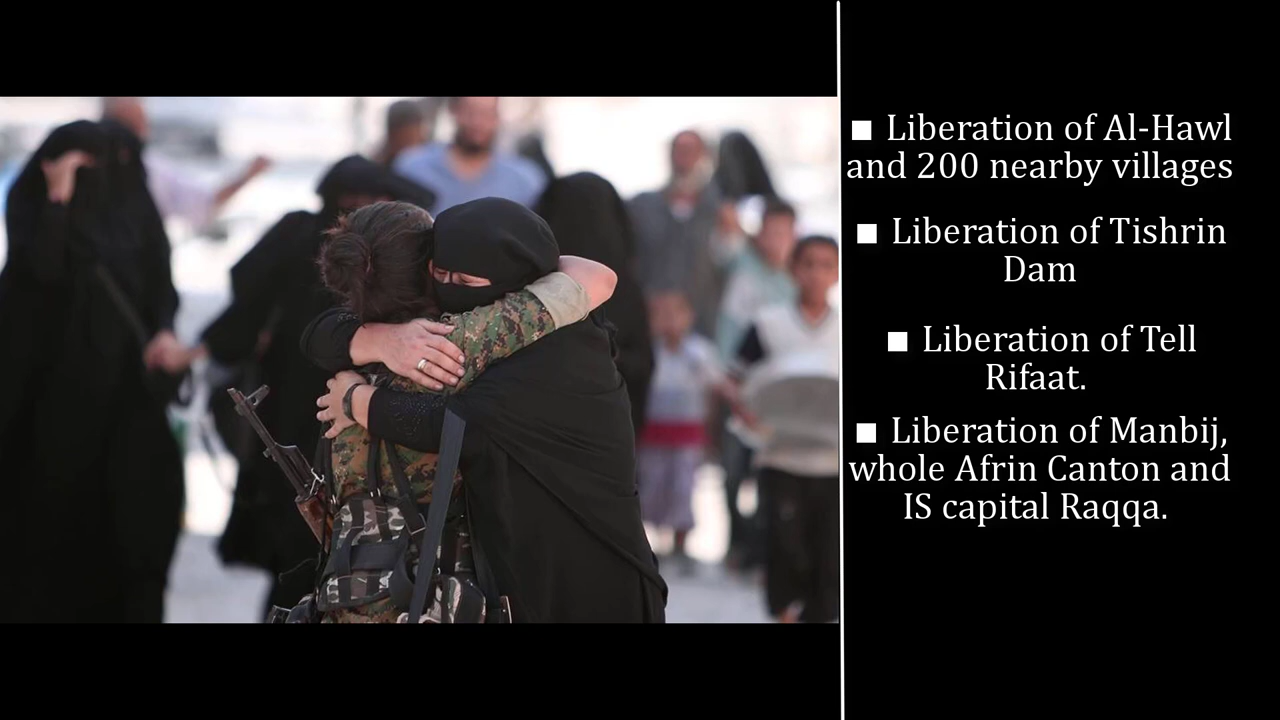 ■ Liberation of Al-Hawl
and 200 nearby villages
■ Liberation of Tishrin
Dam
■ Liberation of Tell
Rifaat.
■ Liberation of Manbij,
whole Afrin Canton and
IS capital Raqqa.